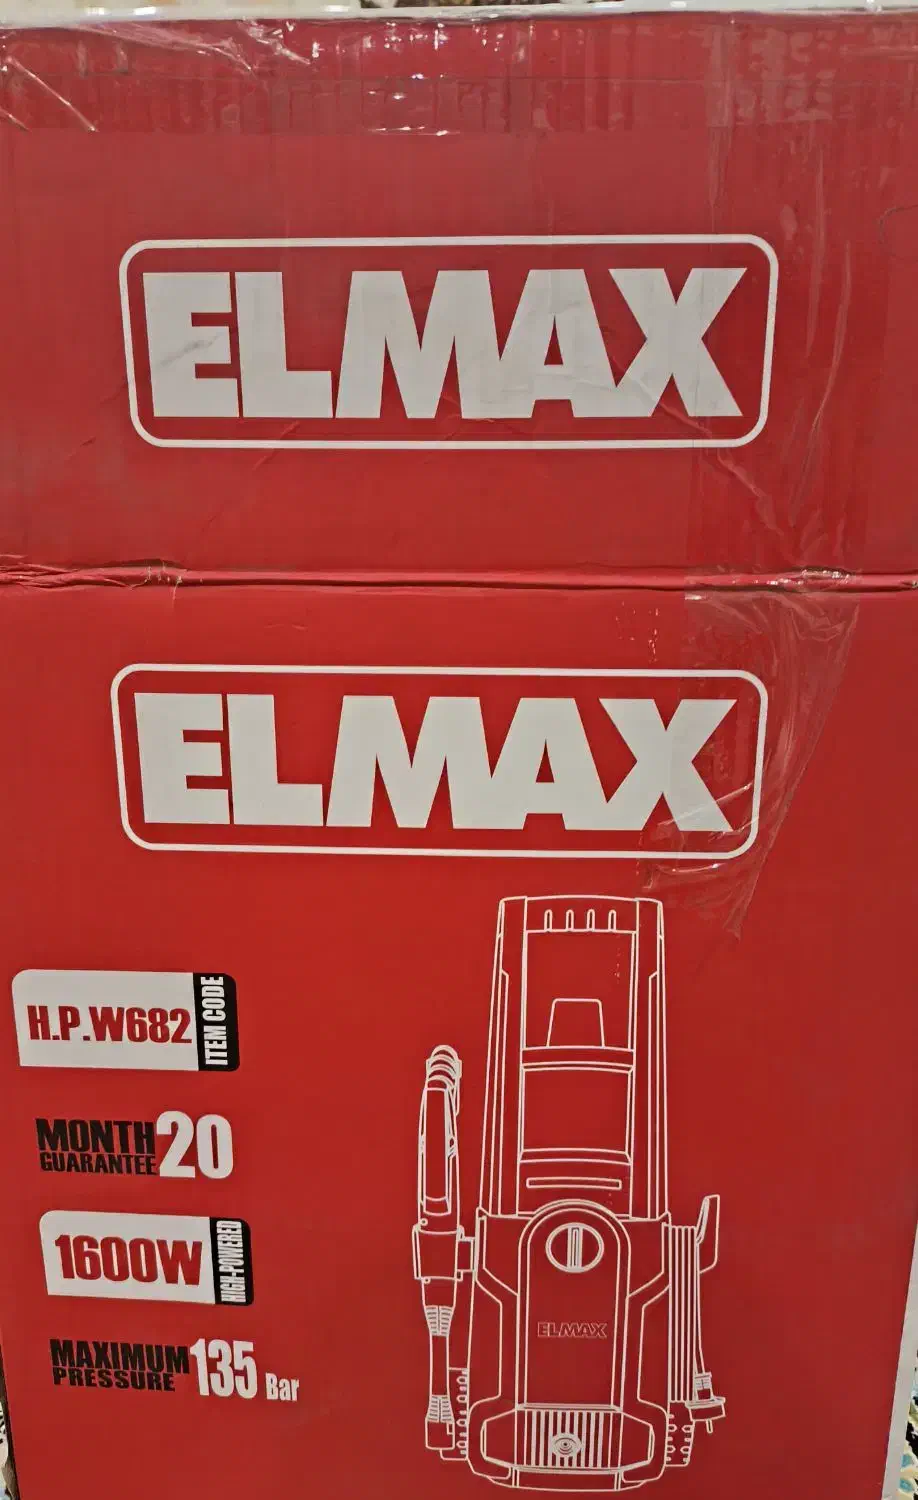 ELMAX
ELMAX
H.P.W682 ITEM CODE
MONTH GUARANTEE 20
1600W HIGH-POWERED
MAXIMUM PRESSURE 135 Bar
ELMAX